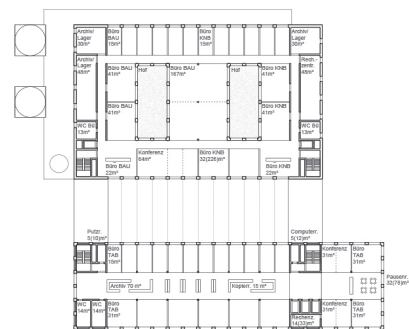 Archiv/
Lager
30m²
Büro
BAU
15m²
Büro
KNB
15m²
Archiv/
Lager
30m²
Archiv/
Lager
48m²
Büro BAU
41m²
Hof
Büro BAU
167m²
Hof
Büro KNB
41m²
Rech.-
zentr.
48m²
Büro BAU
41m²
Büro KNB
41m²
WC Bü
13m²
WC Bü
13m²
Büro BAU
22m²
Konferenz
64m²
Büro KNB
32(226)m²
Büro KNB
22m²
Putzr.
5(10)m²
Computerr.
5(12)m²
Büro
TAB
15m²
Konferenz
31m²
Büro
TAB
31m²
Archiv 70 m²
Kopierr. 15 m²
Pausenr.
32(78)m²
WC
14m²
WC
14m²
Büro
TAB
31m²
Rechenz.
14(33)m²
Konferenz
31m²
Büro
TAB
31m²